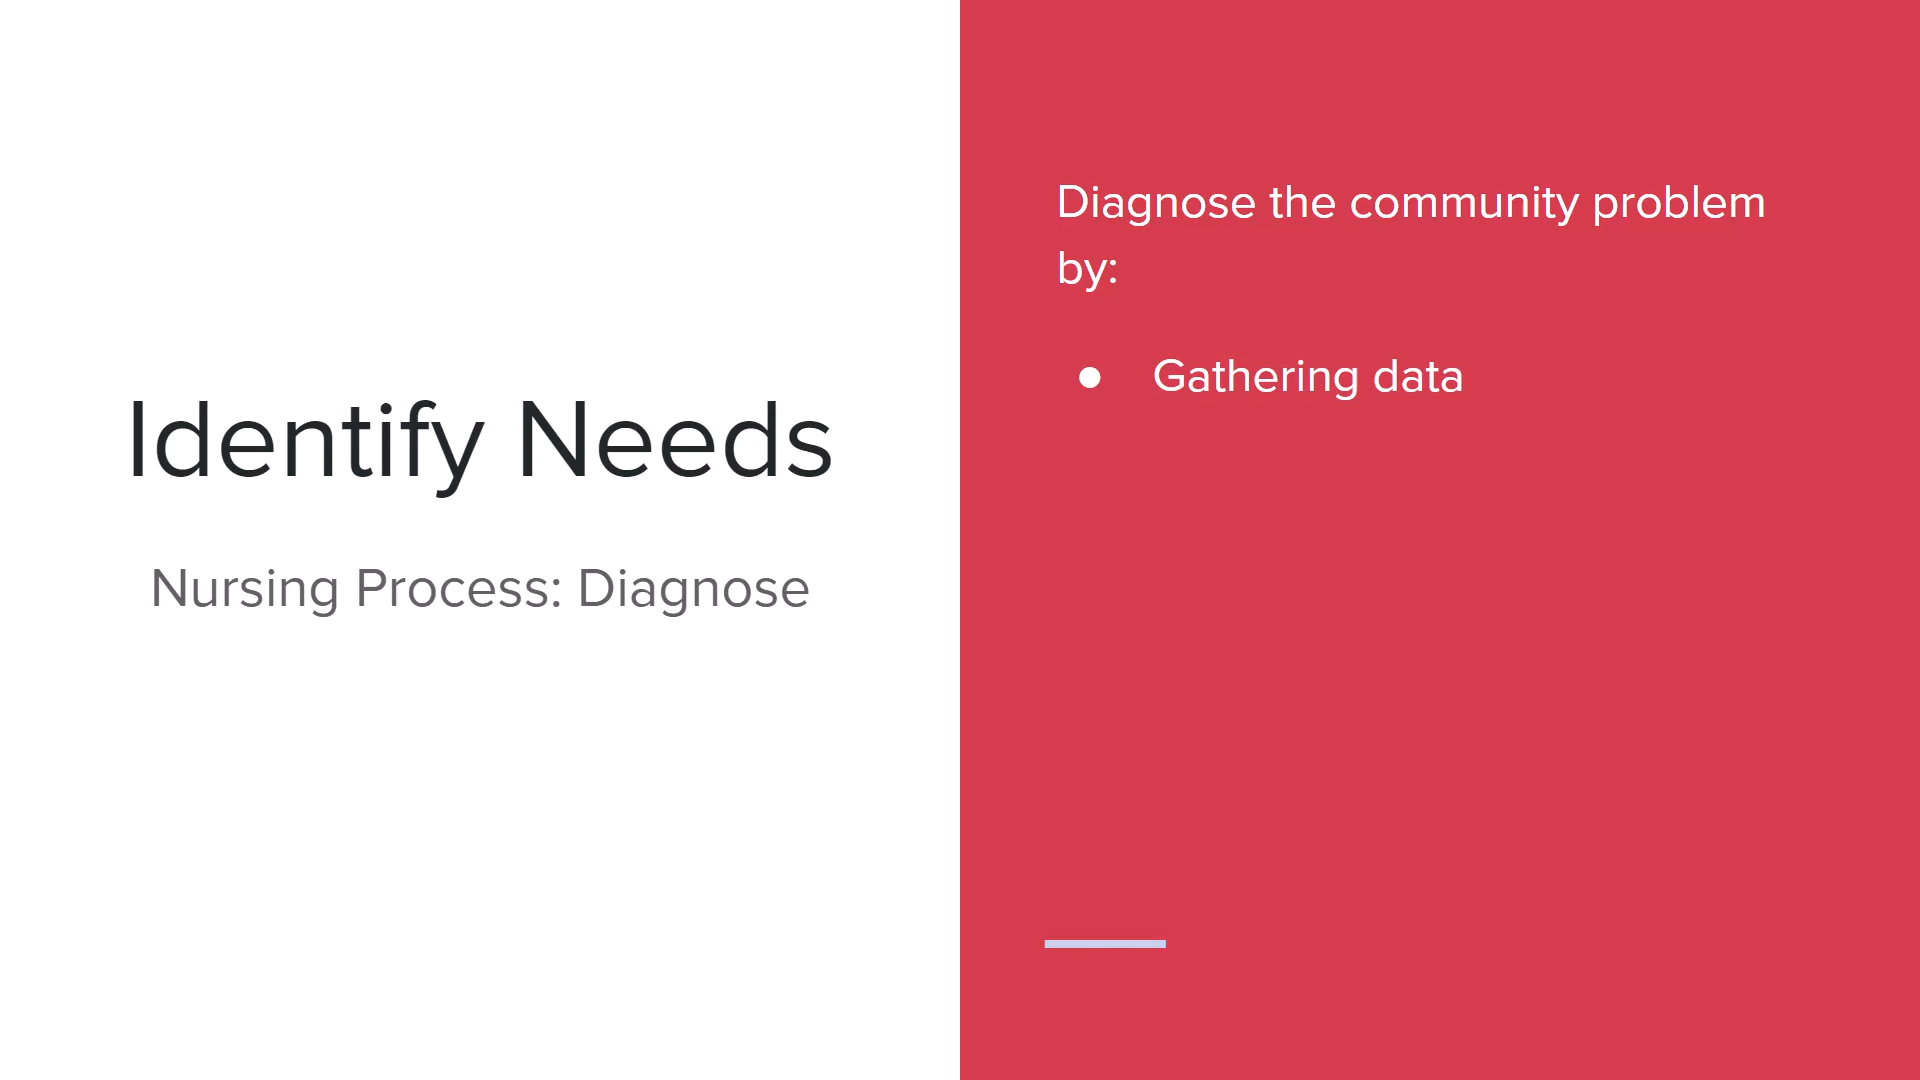 Identify Needs
Nursing Process: Diagnose
Diagnose the community problem
by:
● Gathering data